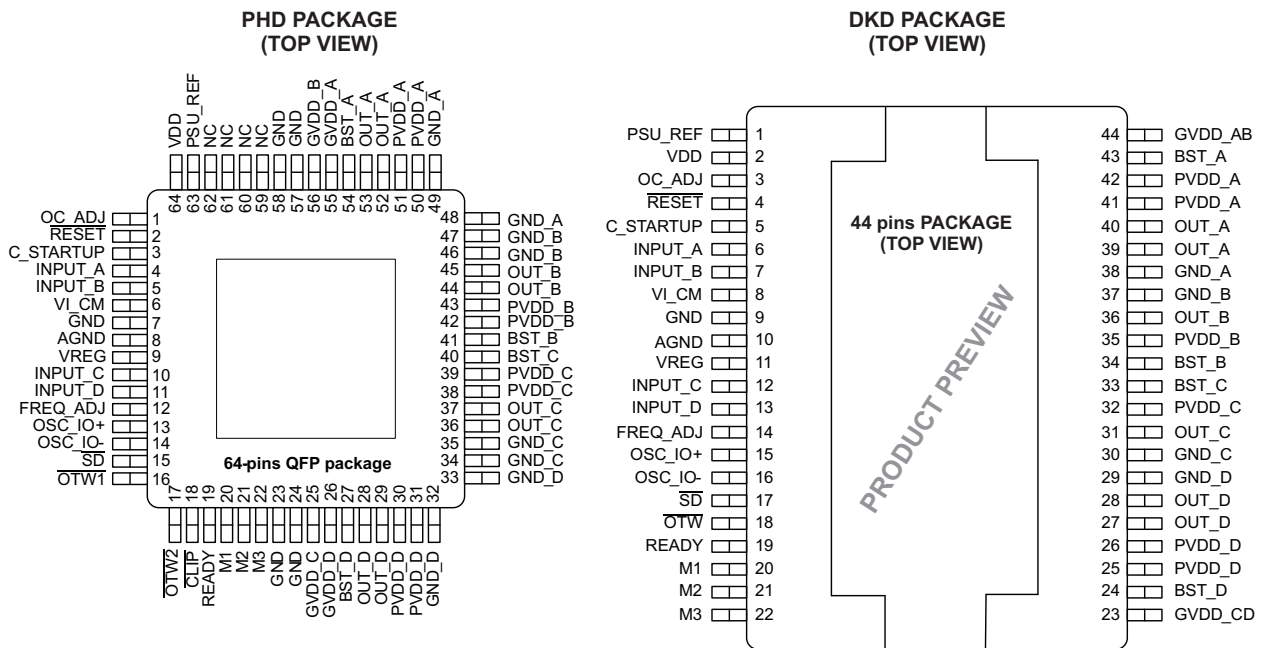 PHD PACKAGE
(TOP VIEW)
VDD
PSU_REF
NC
NC
NC
NC
GND
GND
GVDD_B
GVDD_A
BST_A
OUT_A
OUT_A
PVDD_A
PVDD_A
GND_A
64
63
62
61
60
59
58
57
56
55
54
53
52
51
50
49
OC_ADJ 1
RESET 2
C_STARTUP 3
INPUT_A 4
INPUT_B 5
VI_CM 6
GND 7
AGND 8
VREG 9
INPUT_C 10
INPUT_D 11
FREQ_ADJ 12
OSC_IO+ 13
OSC_IO- 14
SD 15
OTW1 16
64-pins QFP package
48 GND_A
47 GND_B
46 GND_B
45 OUT_B
44 OUT_B
43 PVDD_B
42 PVDD_B
41 BST_B
40 BST_C
39 PVDD_C
38 PVDD_C
37 OUT_C
36 OUT_C
35 GND_C
34 GND_C
33 GND_D
17
18
19
20
21
22
23
24
25
26
27
28
29
30
31
32
OTW2
CLIP
READY
M1
M2
M3
GND
GND
GVDD_C
GVDD_D
BST_D
OUT_D
OUT_D
PVDD_D
PVDD_D
GND_D
DKD PACKAGE
(TOP VIEW)
PSU_REF 1
VDD 2
OC_ADJ 3
RESET 4
C_STARTUP 5
INPUT_A 6
INPUT_B 7
VI_CM 8
GND 9
AGND 10
VREG 11
INPUT_C 12
INPUT_D 13
FREQ_ADJ 14
OSC_IO+ 15
OSC_IO- 16
SD 17
OTW 18
READY 19
M1 20
M2 21
M3 22
44 pins PACKAGE
(TOP VIEW)
PRODUCT PREVIEW
44 GVDD_AB
43 BST_A
42 PVDD_A
41 PVDD_A
40 OUT_A
39 OUT_A
38 GND_A
37 GND_B
36 OUT_B
35 PVDD_B
34 BST_B
33 BST_C
32 PVDD_C
31 OUT_C
30 GND_C
29 GND_D
28 OUT_D
27 OUT_D
26 PVDD_D
25 PVDD_D
24 BST_D
23 GVDD_CD